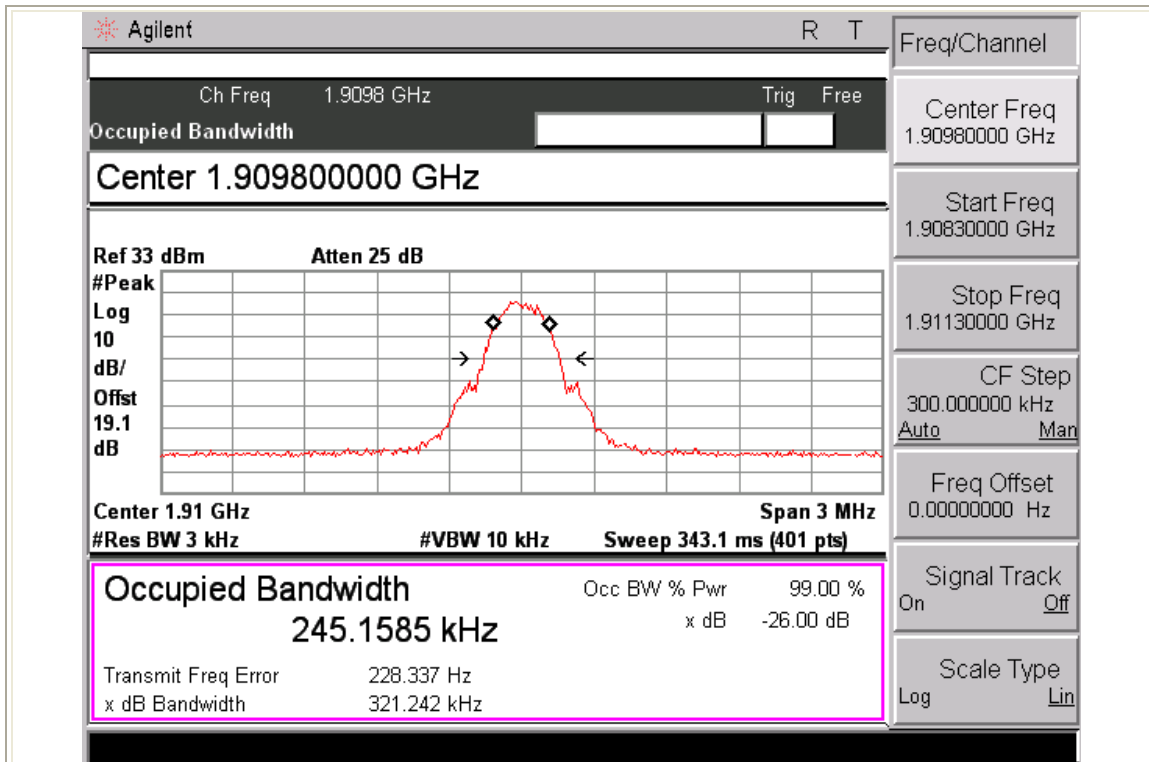 Agilent R T
Ch Freq 1.9098 GHz Trig Free
Occupied Bandwidth
Center 1.909800000 GHz
Ref 33 dBm Atten 25 dB
#Peak
Log
10
dB/
Offst
19.1
dB
Center 1.91 GHz Span 3 MHz
#Res BW 3 kHz #VBW 10 kHz Sweep 343.1 ms (401 pts)
Occupied Bandwidth
245.1585 kHz
Occ BW % Pwr 99.00 %
x dB -26.00 dB
Transmit Freq Error 228.337 Hz
x dB Bandwidth 321.242 kHz
Freq/Channel
Center Freq
1.90980000 GHz
Start Freq
1.90830000 GHz
Stop Freq
1.91130000 GHz
CF Step
300.000000 kHz
Auto Man
Freq Offset
0.00000000 Hz
Signal Track
On Off
Scale Type
Log Lin